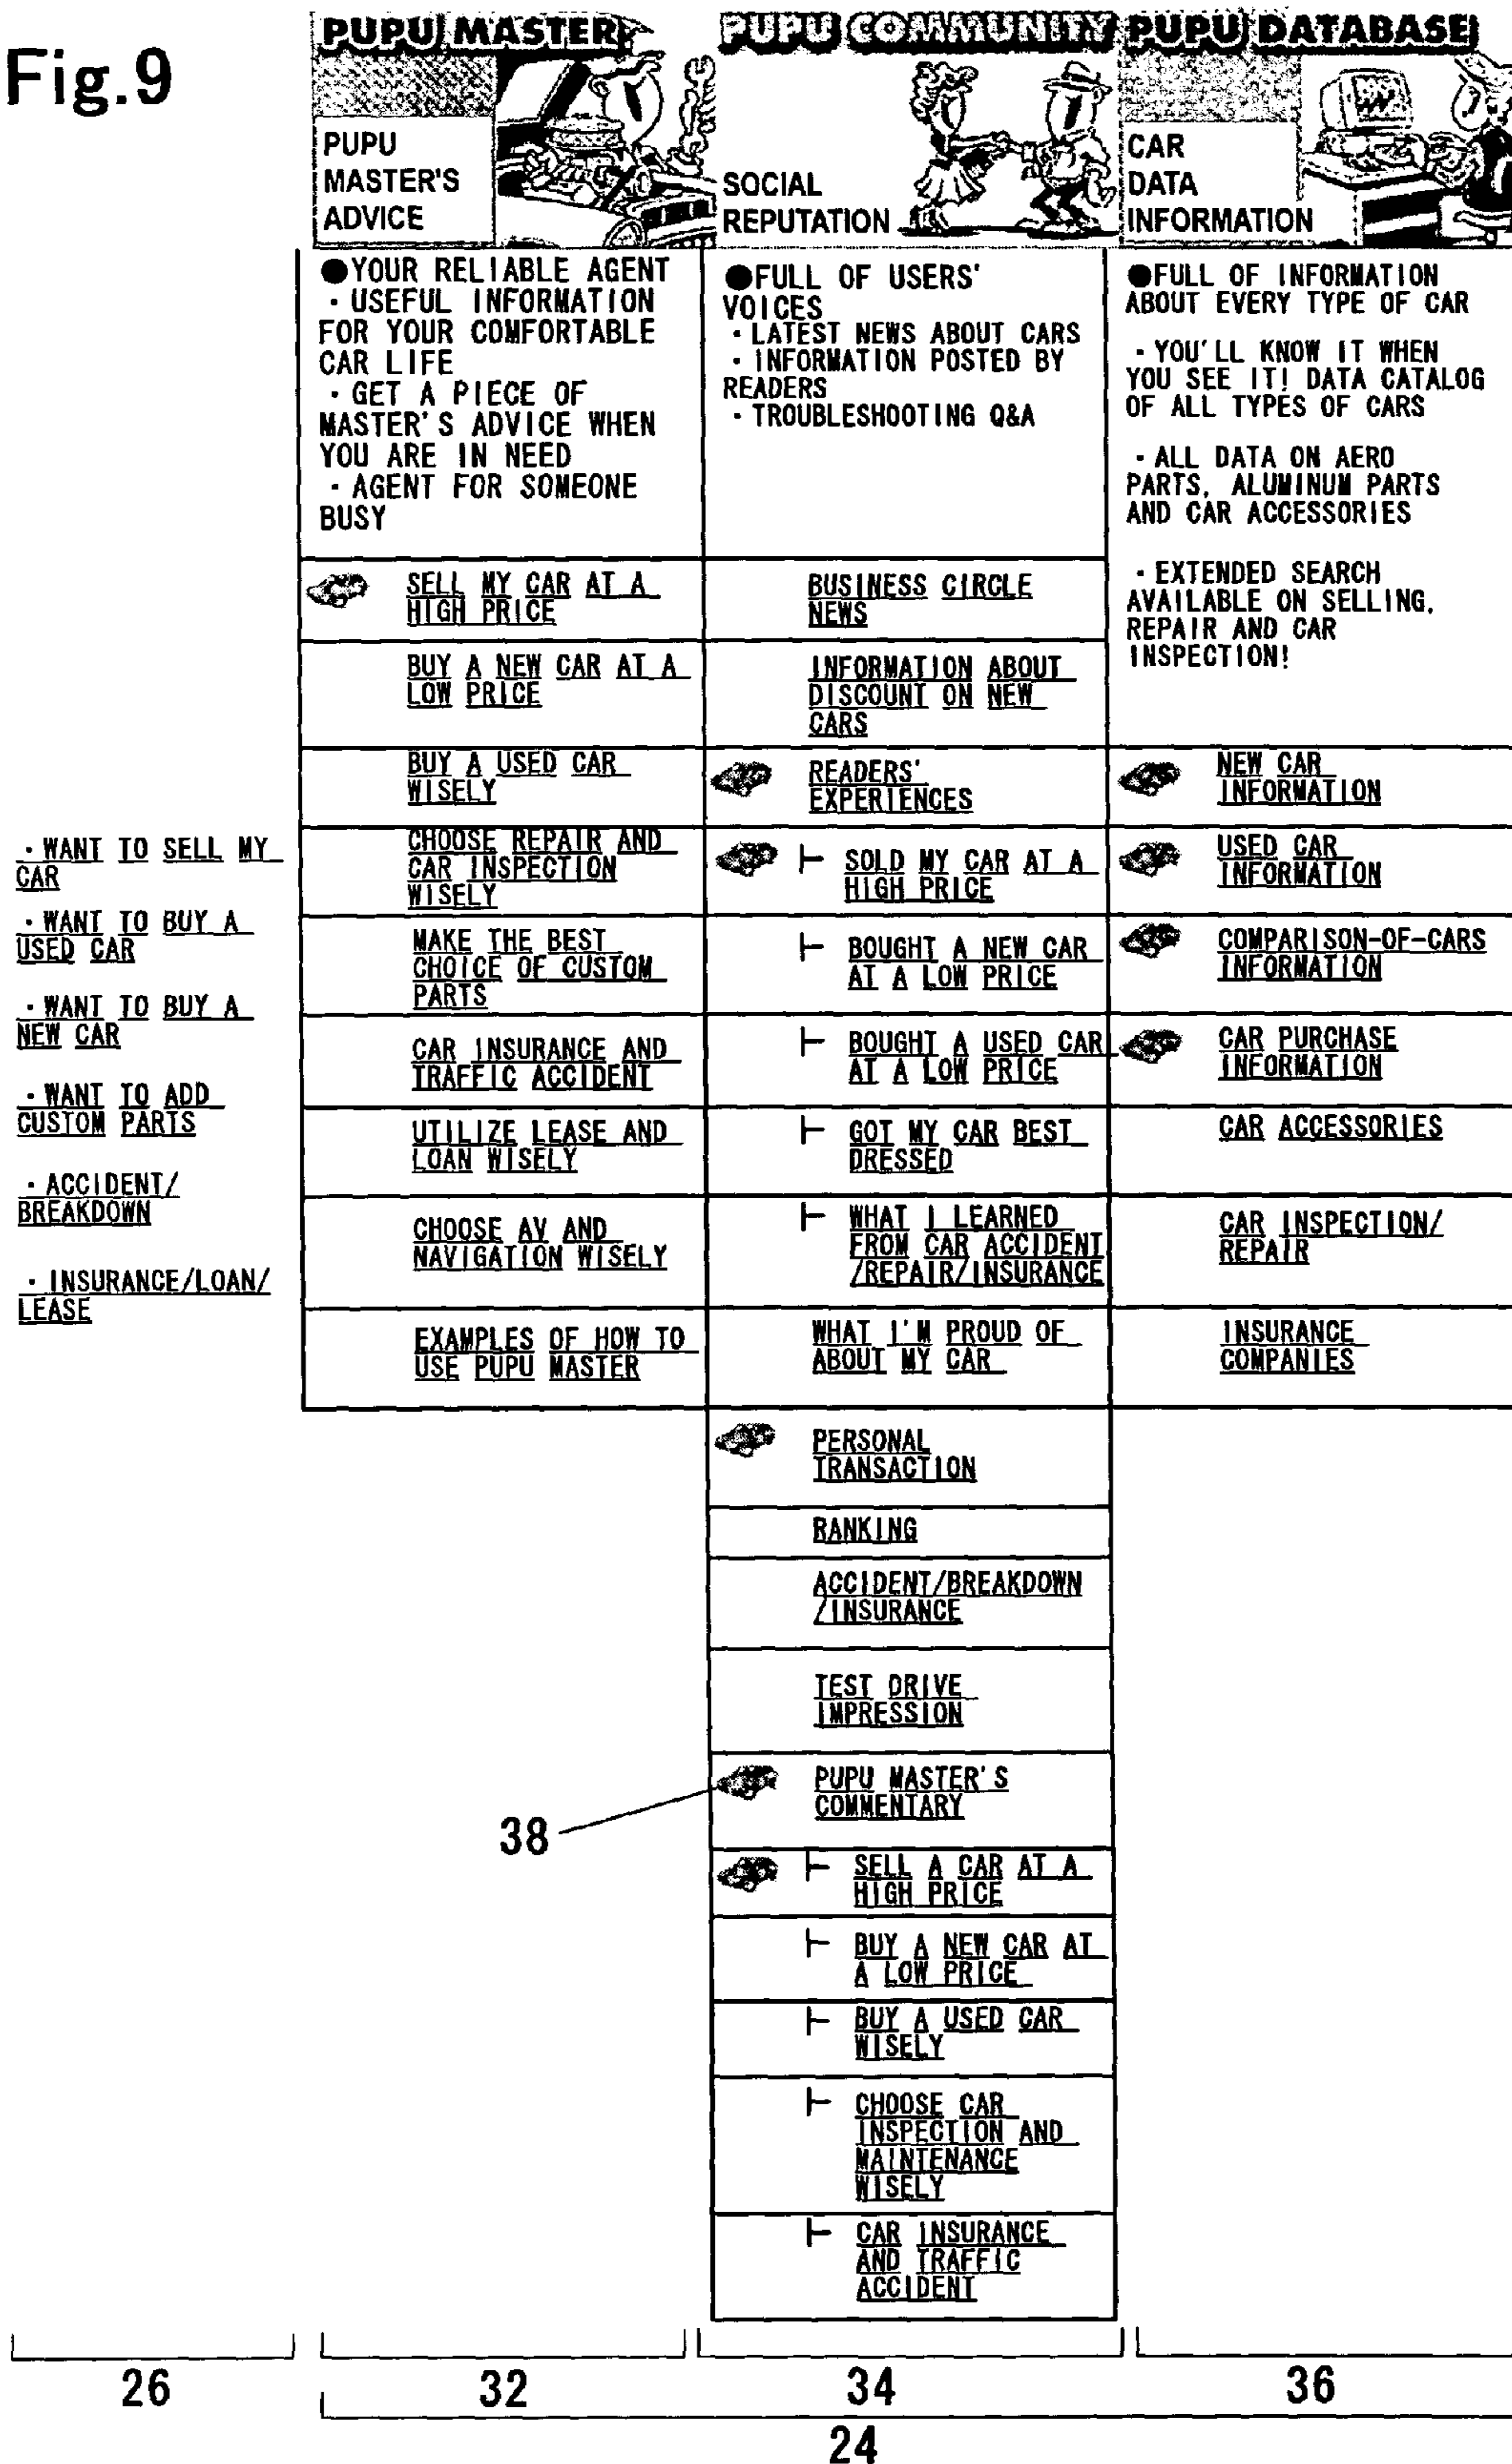 Fig.9
PUPU MASTER
PUPU
MASTER'S
ADVICE
●YOUR RELIABLE AGENT
・USEFUL INFORMATION
FOR YOUR COMFORTABLE
CAR LIFE
・GET A PIECE OF
MASTER'S ADVICE WHEN
YOU ARE IN NEED
・AGENT FOR SOMEONE
BUSY
SELL MY CAR AT A
HIGH PRICE
BUY A NEW CAR AT A
LOW PRICE
BUY A USED CAR
WISELY
CHOOSE REPAIR AND
CAR INSPECTION
WISELY
MAKE THE BEST
CHOICE OF CUSTOM
PARTS
CAR INSURANCE AND
TRAFFIC ACCIDENT
UTILIZE LEASE AND
LOAN WISELY
CHOOSE AV AND
NAVIGATION WISELY
EXAMPLES OF HOW TO
USE PUPU MASTER
PUPU COMMUNITY
SOCIAL
REPUTATION
●FULL OF USERS'
VOICES
・LATEST NEWS ABOUT CARS
・INFORMATION POSTED BY
READERS
・TROUBLESHOOTING Q&A
BUSINESS CIRCLE
NEWS
INFORMATION ABOUT
DISCOUNT ON NEW
CARS
READERS'
EXPERIENCES
SOLD MY CAR AT A
HIGH PRICE
BOUGHT A NEW CAR
AT A LOW PRICE
BOUGHT A USED CAR
AT A LOW PRICE
GOT MY CAR BEST
DRESSED
WHAT I LEARNED
FROM CAR ACCIDENT
/REPAIR/INSURANCE
WHAT I'M PROUD OF
ABOUT MY CAR
PERSONAL
TRANSACTION
RANKING
ACCIDENT/BREAKDOWN
/INSURANCE
TEST DRIVE
IMPRESSION
PUPU MASTER'S
COMMENTARY
SELL A CAR AT A
HIGH PRICE
BUY A NEW CAR AT
A LOW PRICE
BUY A USED CAR
WISELY
CHOOSE CAR
INSPECTION AND
MAINTENANCE
WISELY
CAR INSURANCE
AND TRAFFIC
ACCIDENT
PUPU DATABASE
CAR
DATA
INFORMATION
●FULL OF INFORMATION
ABOUT EVERY TYPE OF CAR
・YOU'LL KNOW IT WHEN
YOU SEE IT! DATA CATALOG
OF ALL TYPES OF CARS
・ALL DATA ON AERO
PARTS, ALUMINUM PARTS
AND CAR ACCESSORIES
・EXTENDED SEARCH
AVAILABLE ON SELLING,
REPAIR AND CAR
INSPECTION!
NEW CAR
INFORMATION
USED CAR
INFORMATION
COMPARISON-OF-CARS
INFORMATION
CAR PURCHASE
INFORMATION
CAR ACCESSORIES
CAR INSPECTION/
REPAIR
INSURANCE
COMPANIES
・WANT TO SELL MY
CAR
・WANT TO BUY A
USED CAR
・WANT TO BUY A
NEW CAR
・WANT TO ADD
CUSTOM PARTS
・ACCIDENT/
BREAKDOWN
・INSURANCE/LOAN/
LEASE
38
26
32
34
36
24